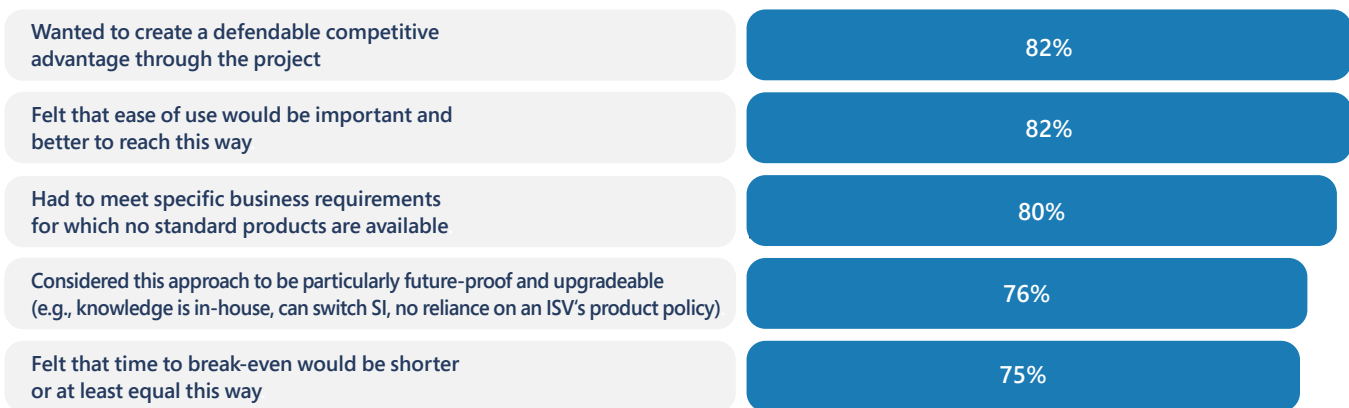 Wanted to create a defendable competitive
advantage through the project
82%
Felt that ease of use would be important and
better to reach this way
82%
Had to meet specific business requirements
for which no standard products are available
80%
Considered this approach to be particularly future-proof and upgradeable
(e.g., knowledge is in-house, can switch SI, no reliance on an ISV’s product policy)
76%
Felt that time to break-even would be shorter
or at least equal this way
75%